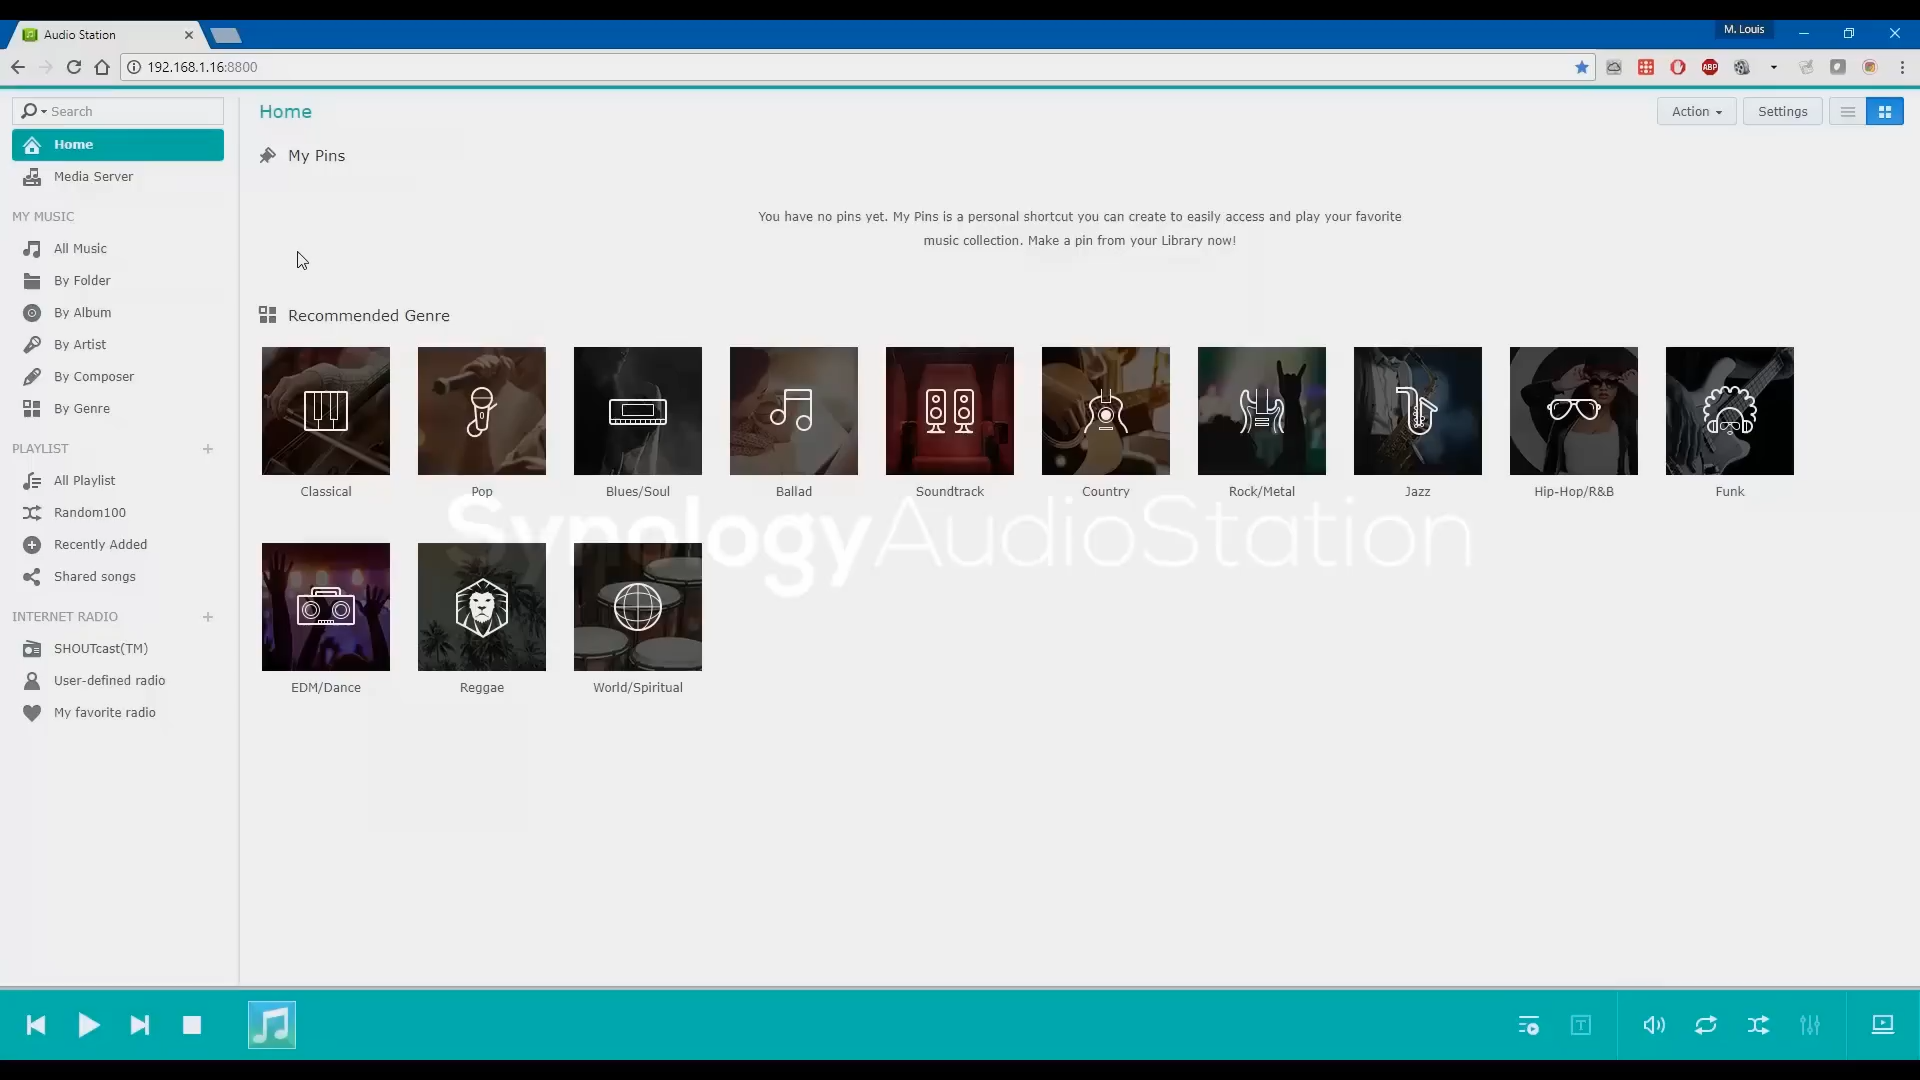 Audio Station
M. Louis
192.168.1.16:8800
ABP
Search
Home
Media Server
MY MUSIC
All Music
By Folder
By Album
By Artist
By Composer
By Genre
PLAYLIST
All Playlist
Random100
Recently Added
Shared songs
INTERNET RADIO
SHOUTcast(TM)
User-defined radio
My favorite radio
Home
Action
Settings
My Pins
You have no pins yet. My Pins is a personal shortcut you can create to easily access and play your favorite
music collection. Make a pin from your Library now!
Recommended Genre
Classical
Pop
Blues/Soul
Ballad
Soundtrack
Country
Rock/Metal
Jazz
Hip-Hop/R&B
Funk
SynologyAudioStation
EDM/Dance
Reggae
World/Spiritual
T